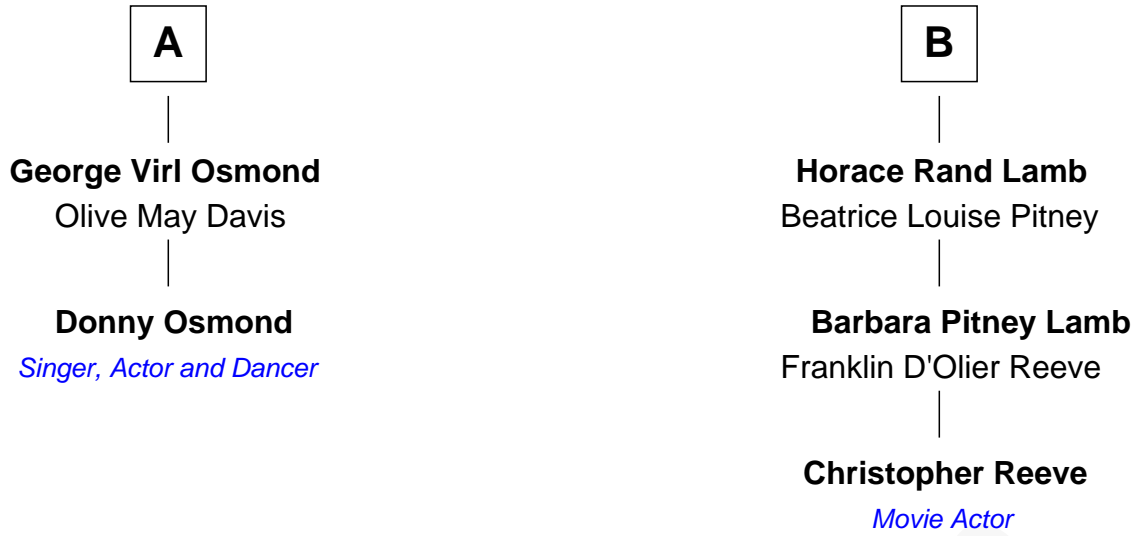 A
George Virl Osmond
Olive May Davis
Donny Osmond
Singer, Actor and Dancer
B
Horace Rand Lamb
Beatrice Louise Pitney
Barbara Pitney Lamb
Franklin D'Olier Reeve
Christopher Reeve
Movie Actor